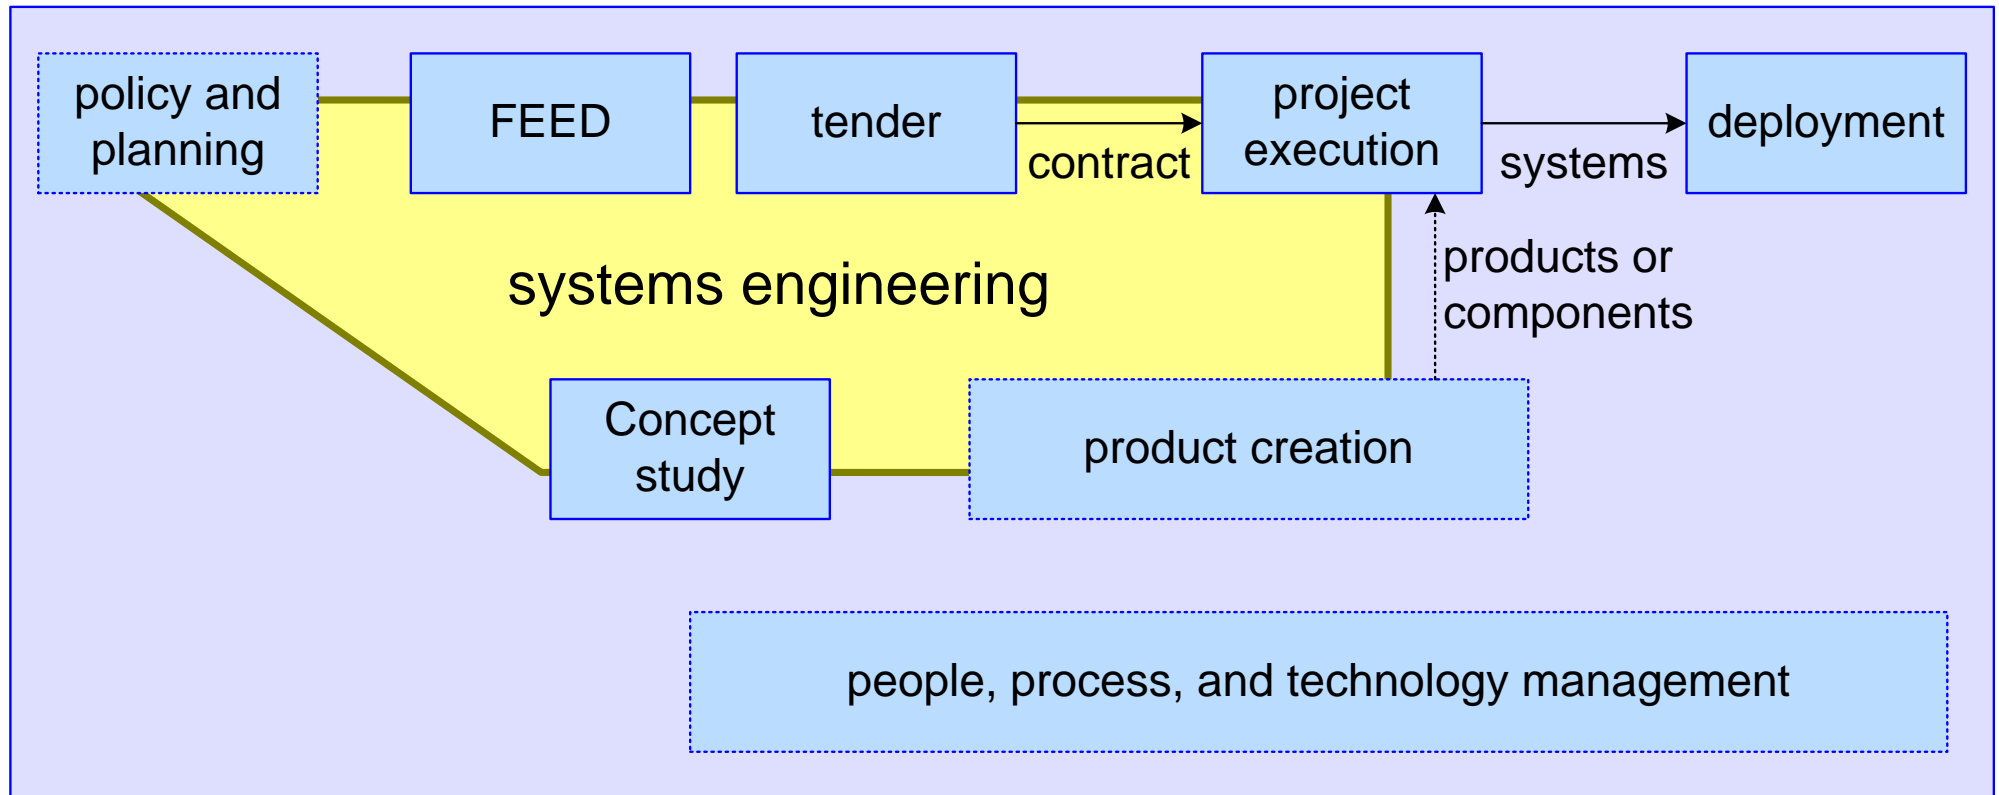 policy and
planning
FEED
tender
contract
project
execution
systems
deployment
systems engineering
products or
components
Concept
study
product creation
people, process, and technology management